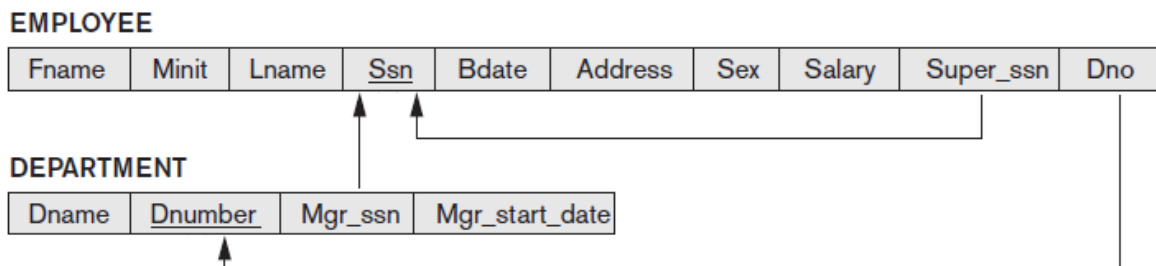 EMPLOYEE
Fname Minit Lname Ssn Bdate Address Sex Salary Super_ssn Dno
DEPARTMENT
Dname Dnumber Mgr_ssn Mgr_start_date